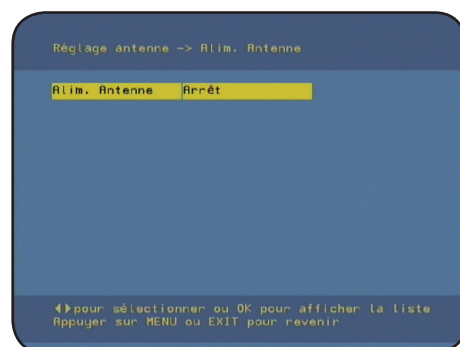 Réglage antenne -> Alim. Antenne
Alim. Antenne Arrêt
◀▶pour sélectionner ou OK pour afficher la liste
Appuyer sur MENU ou EXIT pour revenir